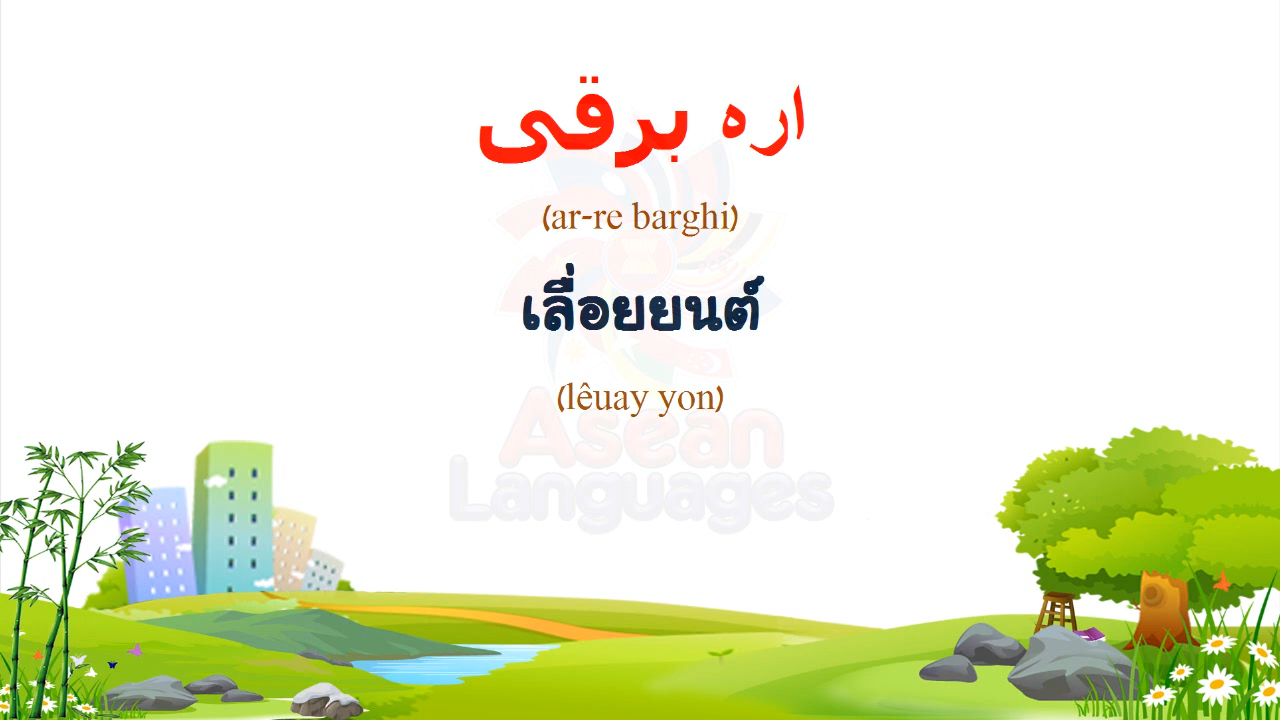 اره برقی
(ar-re barghi)
เลื่อยยนต์
(lêuay yon)
Asean
Languages